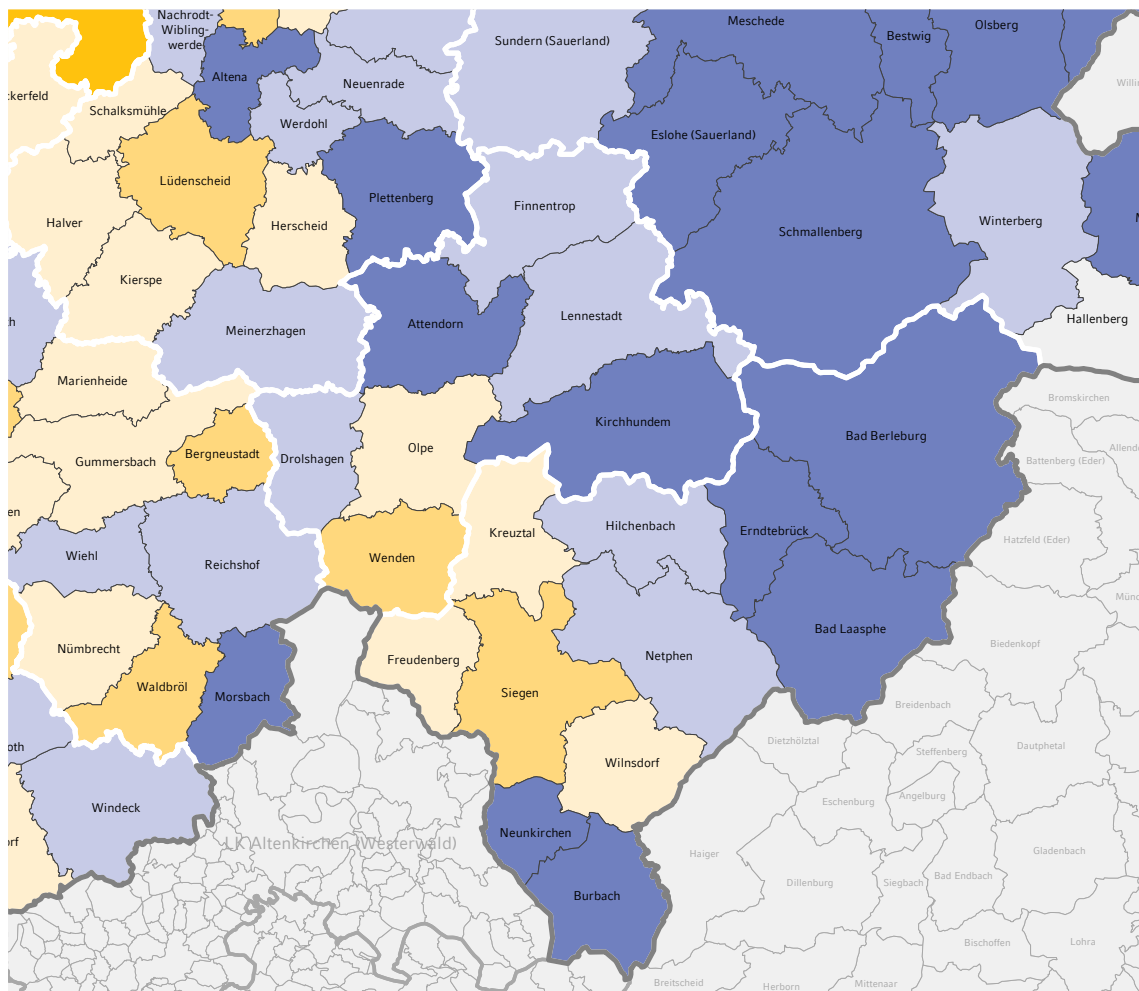 Nachrodt-
Wibling-
werde
Sundern (Sauerland)
Meschede
Bestwig
Olsberg
Altena
Neuenrade
ckerfeld
Schalksmühle
Werdohl
Eslohe (Sauerland)
Lüdenscheid
Plettenberg
Finnentrop
Halver
Herscheid
Schmallenberg
Winterberg
Kierspe
Meinerzhagen
Attendorn
Lennestadt
Hallenberg
Marienheide
Bromskirchen
Kirchhundem
Bad Berleburg
Olpe
Bergneustadt
Drolshagen
Gummersbach
Battenberg (Eder)
en
Kreuztal
Hilchenbach
Erndtebrück
Hatzfeld (Eder)
Wiehl
Reichshof
Wenden
Bad Laasphe
Biedenkopf
Nümbrecht
Freudenberg
Netphen
Waldbröl
Morsbach
Siegen
Breidenbach
oth
Dietzhölztal
Steffenberg
Dautphetal
Wilnsdorf
Windeck
Eschenburg
Angelburg
Neunkirchen
orf
LK Altenkirchen (Westerwald)
Haiger
Gladenbach
Dillenburg
Siegbach
Bad Endbach
Burbach
Bischoffen
Lohra
Breitscheid
Herborn
Mittenaar